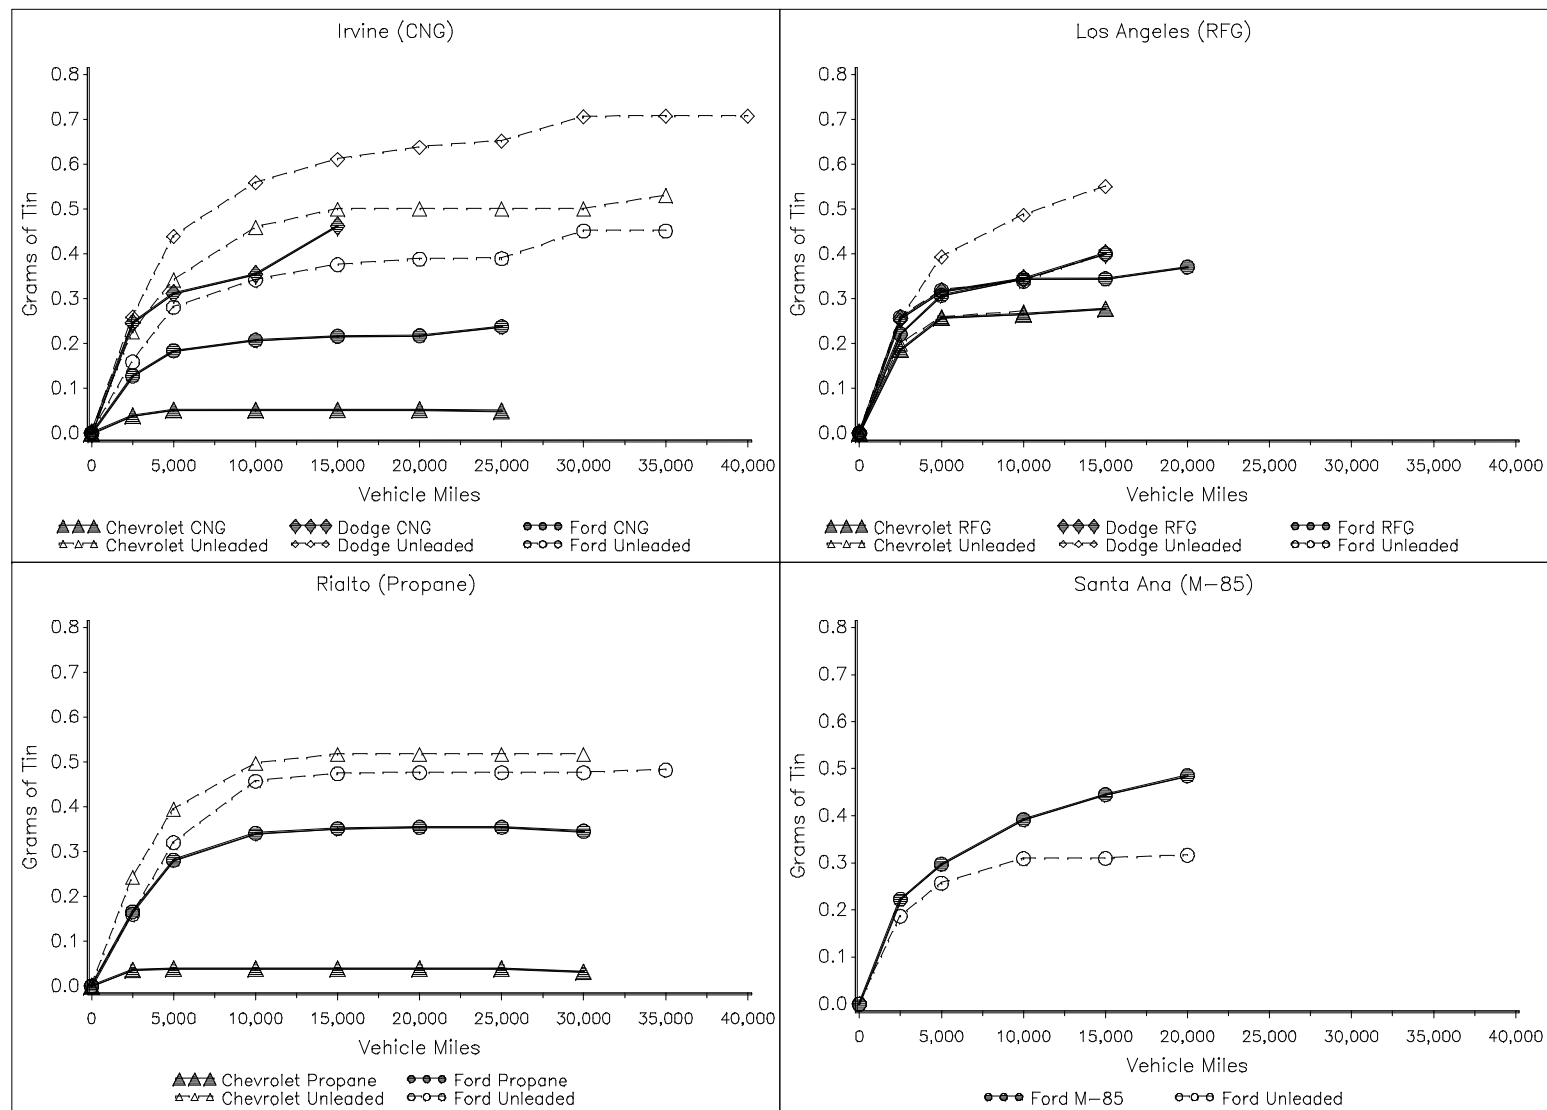 Irvine (CNG)
0.8
0.7
0.6
0.5
0.4
0.3
0.2
0.1
0.0
Grams of Tin
0 5,000 10,000 15,000 20,000 25,000 30,000 35,000 40,000
Vehicle Miles
Chevrolet CNG Dodge CNG Ford CNG
Chevrolet Unleaded Dodge Unleaded Ford Unleaded
Los Angeles (RFG)
0.8
0.7
0.6
0.5
0.4
0.3
0.2
0.1
0.0
Grams of Tin
0 5,000 10,000 15,000 20,000 25,000 30,000 35,000 40,000
Vehicle Miles
Chevrolet RFG Dodge RFG Ford RFG
Chevrolet Unleaded Dodge Unleaded Ford Unleaded
Rialto (Propane)
0.8
0.7
0.6
0.5
0.4
0.3
0.2
0.1
0.0
Grams of Tin
0 5,000 10,000 15,000 20,000 25,000 30,000 35,000 40,000
Vehicle Miles
Chevrolet Propane Ford Propane
Chevrolet Unleaded Ford Unleaded
Santa Ana (M-85)
0.8
0.7
0.6
0.5
0.4
0.3
0.2
0.1
0.0
Grams of Tin
0 5,000 10,000 15,000 20,000 25,000 30,000 35,000 40,000
Vehicle Miles
Ford M-85 Ford Unleaded